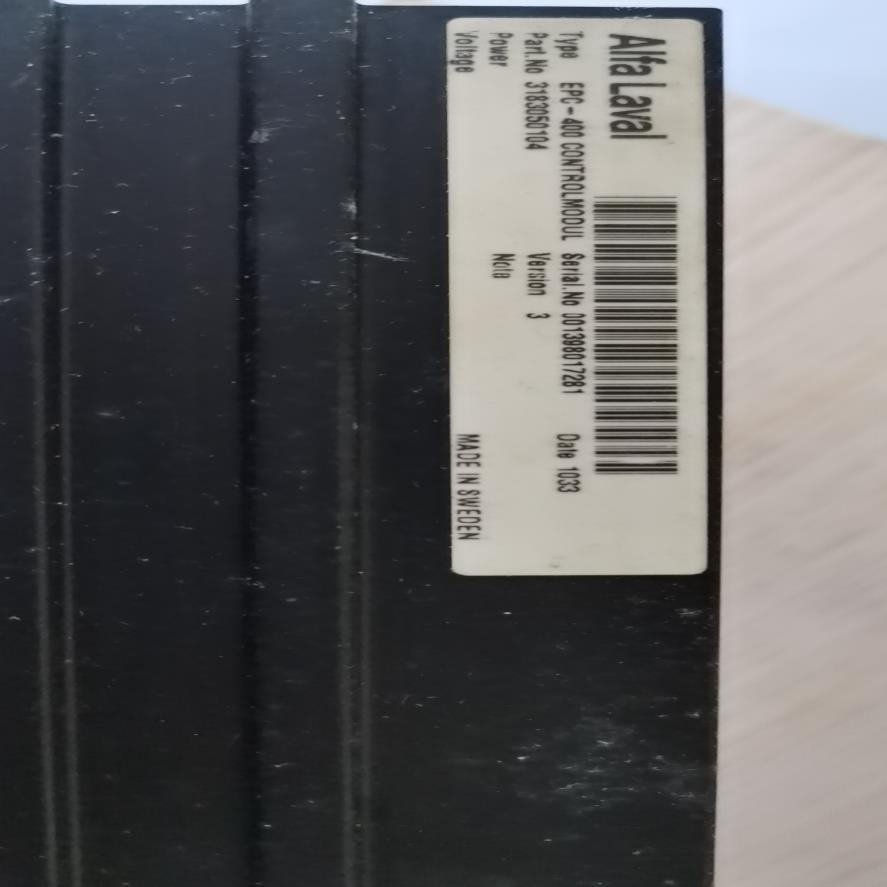 Alfa Laval
Type EPC-400 CONTROLMODUL Serial.No 001398017281 Date 1033
Part.No 3183050104 Version 3
Power Note
Voltage MADE IN SWEDEN